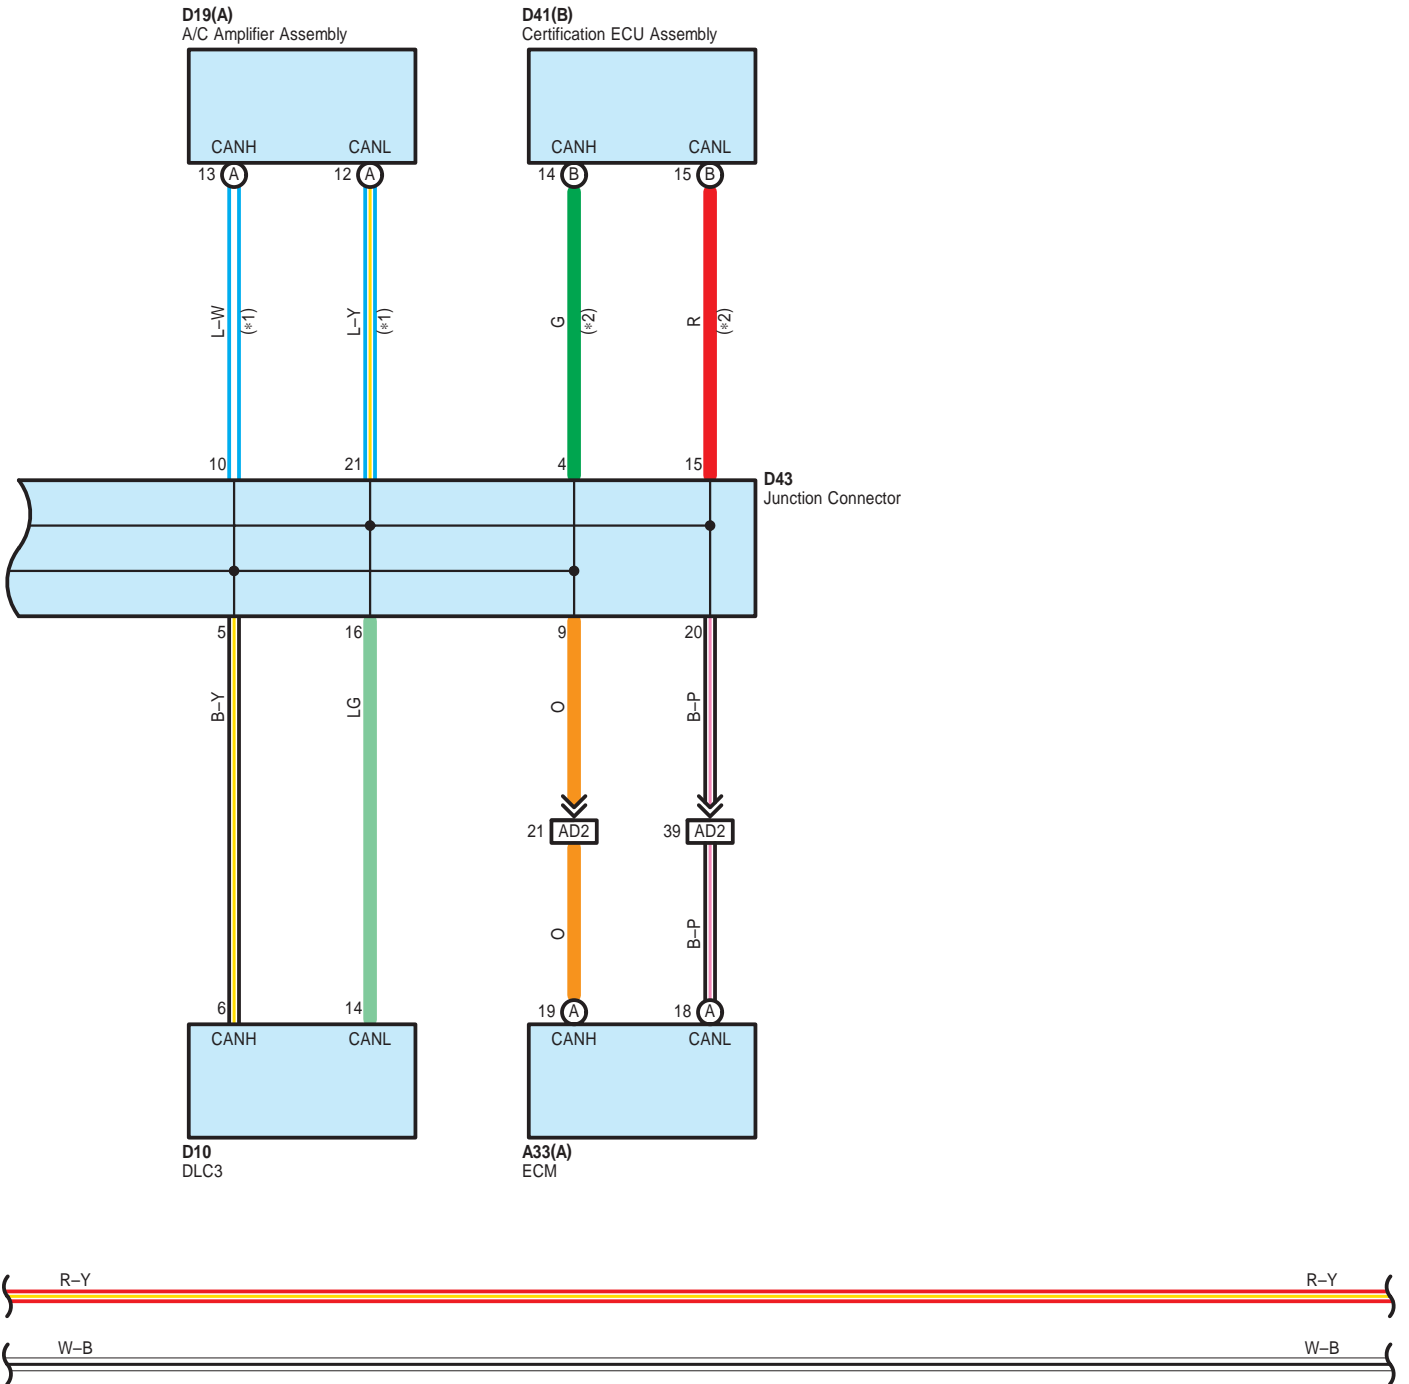 D19(A)
A/C Amplifier Assembly
D41(B)
Certification ECU Assembly
CANH
CANL
CANH
CANL
13 A
12 A
14 B
15 B
L–W
(*1)
L–Y
(*1)
G
(*2)
R
(*2)
10
21
4
15
D43
Junction Connector
5
16
9
20
B–Y
LG
O
B–P
21 AD2
39 AD2
O
B–P
6
14
19 A
18 A
CANH
CANL
CANH
CANL
D10
DLC3
A33(A)
ECM
R–Y
R–Y
W–B
W–B